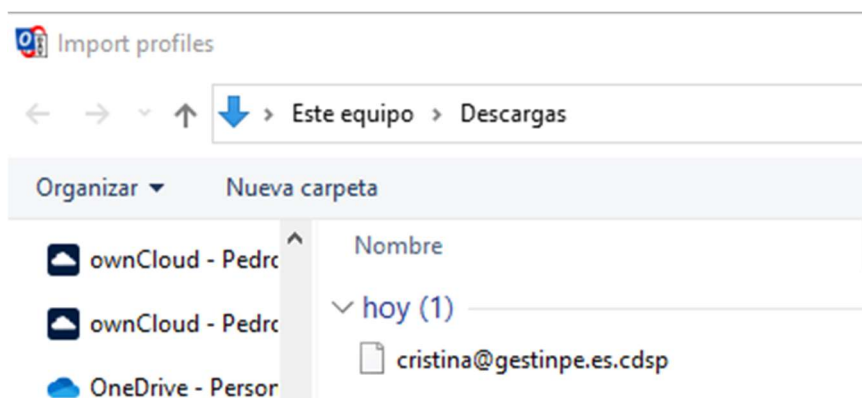 Import profiles
Este equipo > Descargas
Organizar
Nueva carpeta
ownCloud - Pedro
ownCloud - Pedro
OneDrive - Person
Nombre
hoy (1)
cristina@gestinpe.es.cdsp